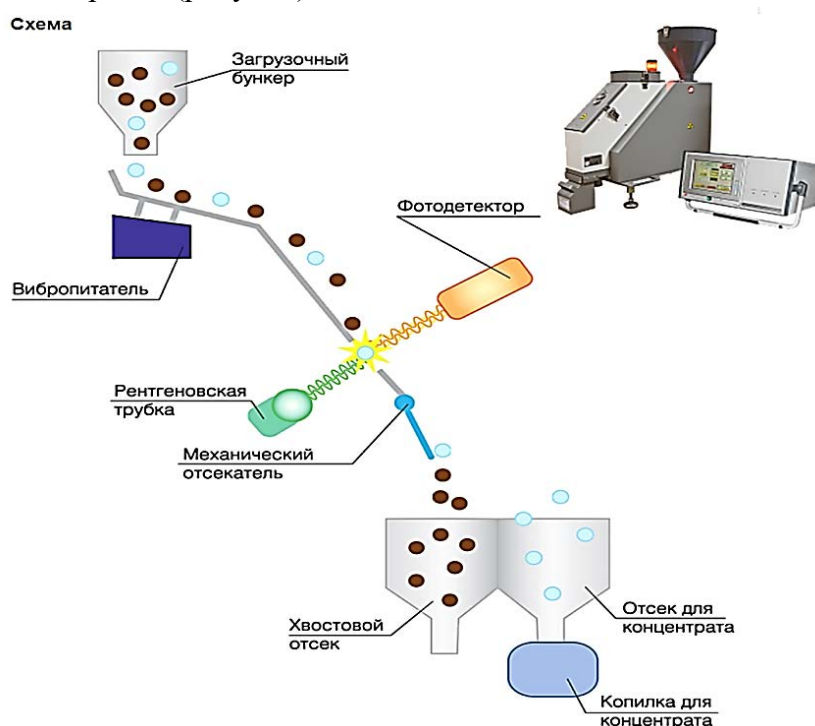 Схема
Загрузочный
бункер
Фотодетектор
Вибропитатель
Рентгеновская
трубка
Механический
отсекатель
Хвостовой
отсек
Отсек для
концентрата
Копилка для
концентрата